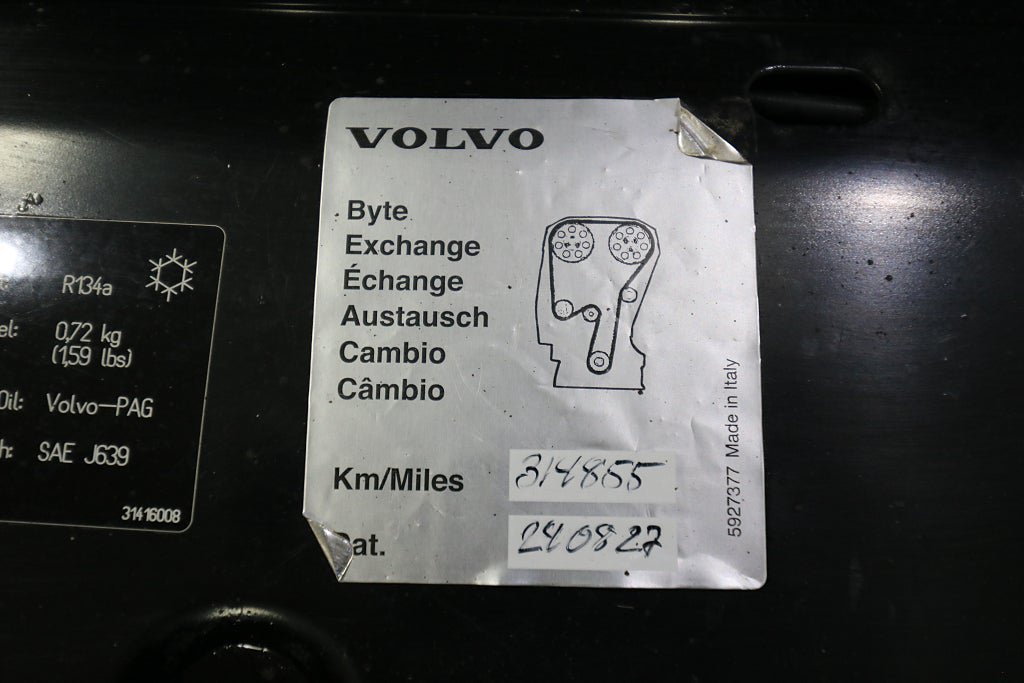 R134a
el: 0,72 kg
(1,59 lbs)
Oil: Volvo-PAG
h: SAE J639
31416008
VOLVO
Byte
Exchange
Échange
Austausch
Cambio
Câmbio
Km/Miles 314855
Dat. 240827
5927377 Made in Italy